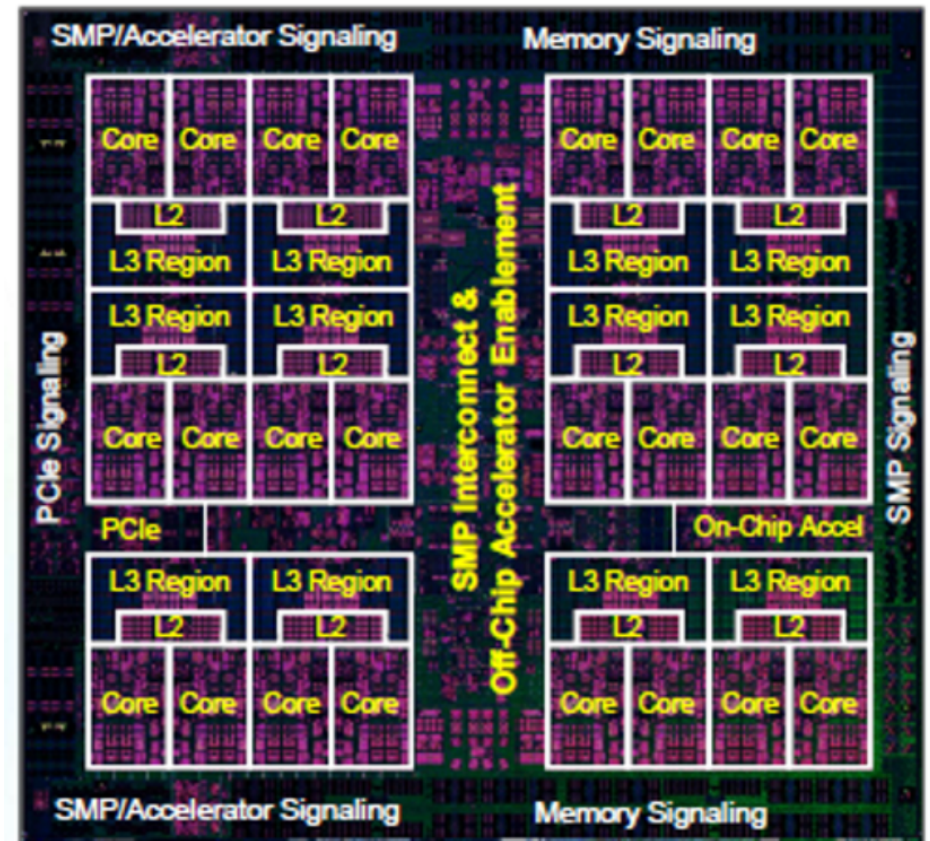 SMP/Accelerator Signaling Memory Signaling
Core Core Core Core Core Core Core Core
L2 L2 L2 L2
L3 Region L3 Region L3 Region L3 Region
L3 Region L3 Region L3 Region L3 Region
L2 L2 L2 L2
Core Core Core Core Core Core Core Core
PCIe On-Chip Accel
L3 Region L3 Region L3 Region L3 Region
L2 L2 L2 L2
Core Core Core Core Core Core Core Core
SMP/Accelerator Signaling Memory Signaling
PCIe Signaling
SMP Interconnect &
Off-Chip Accelerator Enablement
SMP Signaling